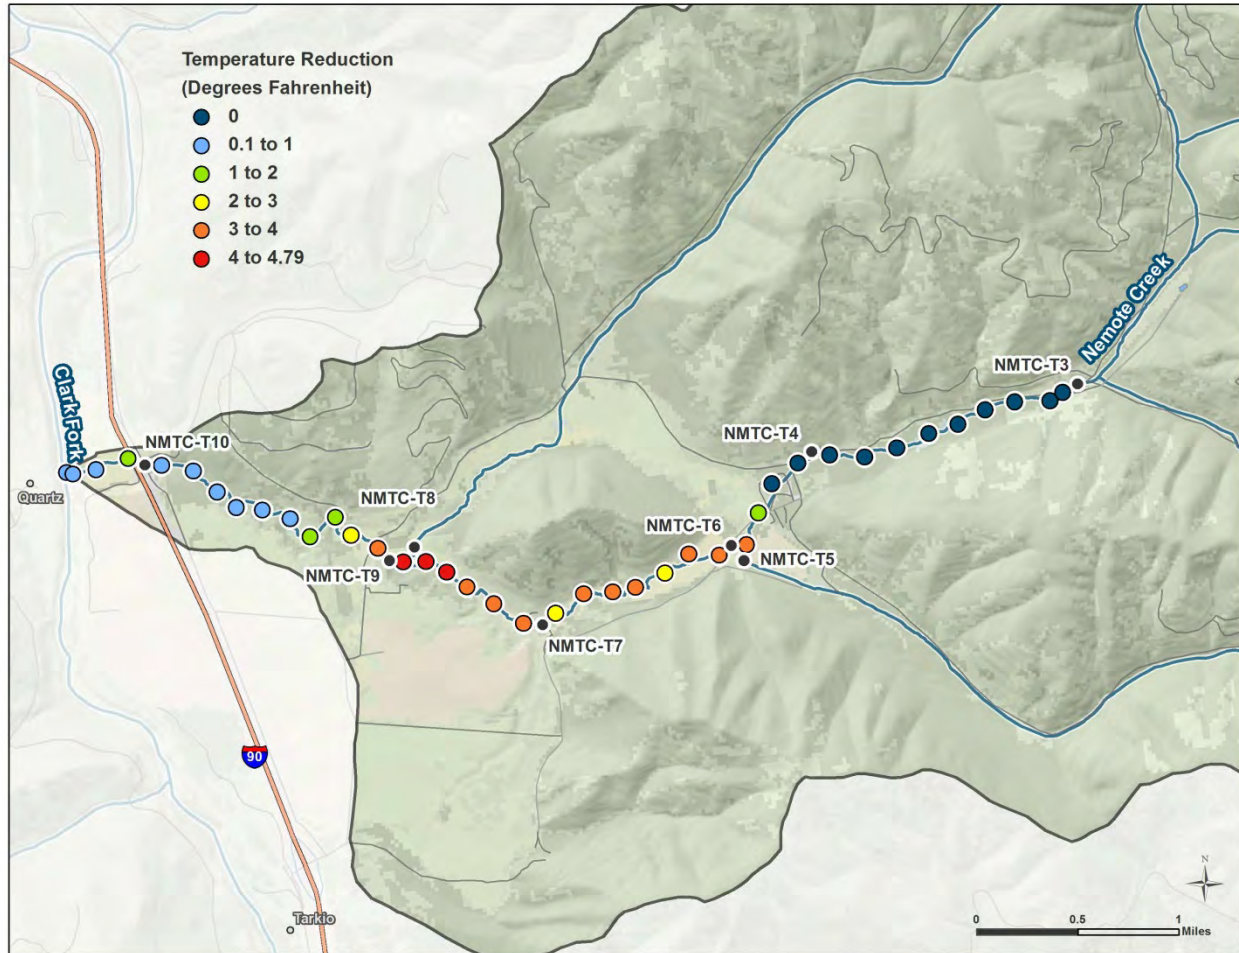 Temperature Reduction
(Degrees Fahrenheit)
0
0.1 to 1
1 to 2
2 to 3
3 to 4
4 to 4.79
Nemote Creek
NMTC-T3
Clark Fork
NMTC-T4
NMTC-T10
Quartz
NMTC-T8
NMTC-T6
NMTC-T5
NMTC-T9
NMTC-T7
90
Tarkio
N
0 0.5 1
Miles